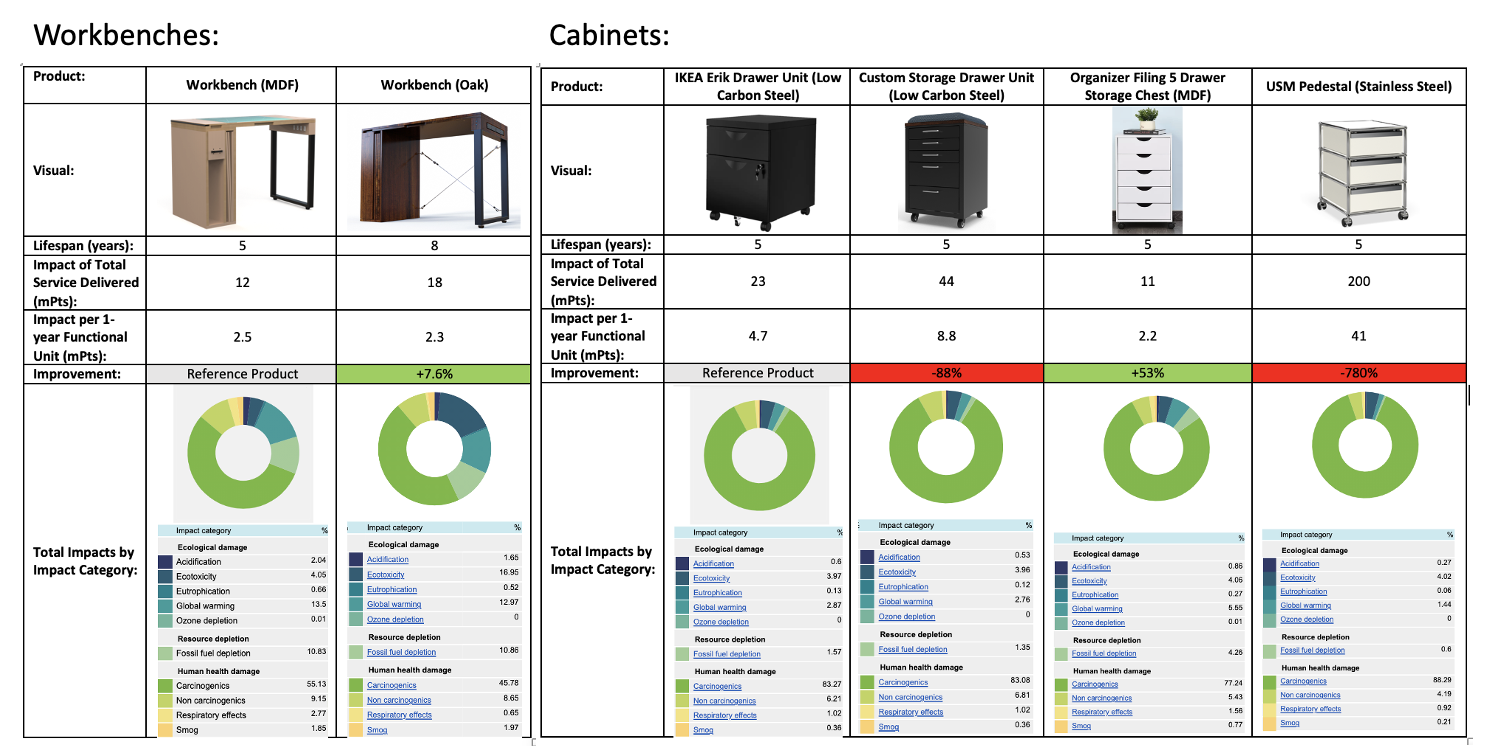 Workbenches:
Product:
Workbench (MDF)
Workbench (Oak)
Visual:
Lifespan (years):
5
8
Impact of Total
Service Delivered
(mPts):
12
18
Impact per 1-
year Functional
Unit (mPts):
2.5
2.3
Improvement:
Reference Product
+7.6%
Total Impacts by
Impact Category:
Impact category %
Ecological damage
Acidification 2.04
Ecotoxicity 4.05
Eutrophication 0.66
Global warming 13.5
Ozone depletion 0.01
Resource depletion
Fossil fuel depletion 10.83
Human health damage
Carcinogenics 55.13
Non carcinogenics 9.15
Respiratory effects 2.77
Smog 1.85
Impact category %
Ecological damage
Acidification 1.65
Ecotoxicity 16.95
Eutrophication 0.52
Global warming 12.97
Ozone depletion 0
Resource depletion
Fossil fuel depletion 10.86
Human health damage
Carcinogenics 45.78
Non carcinogenics 8.65
Respiratory effects 0.65
Smog 1.97
Cabinets:
Product:
IKEA Erik Drawer Unit (Low
Carbon Steel)
Custom Storage Drawer Unit
(Low Carbon Steel)
Organizer Filing 5 Drawer
Storage Chest (MDF)
USM Pedestal (Stainless Steel)
Visual:
Lifespan (years):
5
5
5
5
Impact of Total
Service Delivered
(mPts):
23
44
11
200
Impact per 1-
year Functional
Unit (mPts):
4.7
8.8
2.2
41
Improvement:
Reference Product
-88%
+53%
-780%
Total Impacts by
Impact Category:
Impact category %
Ecological damage
Acidification 0.6
Ecotoxicity 3.97
Eutrophication 0.13
Global warming 2.87
Ozone depletion 0
Resource depletion
Fossil fuel depletion 1.57
Human health damage
Carcinogenics 83.27
Non carcinogenics 6.21
Respiratory effects 1.02
Smog 0.36
Impact category %
Ecological damage
Acidification 0.53
Ecotoxicity 3.96
Eutrophication 0.12
Global warming 2.76
Ozone depletion 0
Resource depletion
Fossil fuel depletion 1.35
Human health damage
Carcinogenics 83.08
Non carcinogenics 6.81
Respiratory effects 1.02
Smog 0.36
Impact category %
Ecological damage
Acidification 0.86
Ecotoxicity 4.06
Eutrophication 0.27
Global warming 5.55
Ozone depletion 0.01
Resource depletion
Fossil fuel depletion 4.26
Human health damage
Carcinogenics 77.24
Non carcinogenics 5.43
Respiratory effects 1.56
Smog 0.77
Impact category %
Ecological damage
Acidification 0.27
Ecotoxicity 4.02
Eutrophication 0.06
Global warming 1.44
Ozone depletion 0
Resource depletion
Fossil fuel depletion 0.6
Human health damage
Carcinogenics 88.29
Non carcinogenics 4.19
Respiratory effects 0.92
Smog 0.21